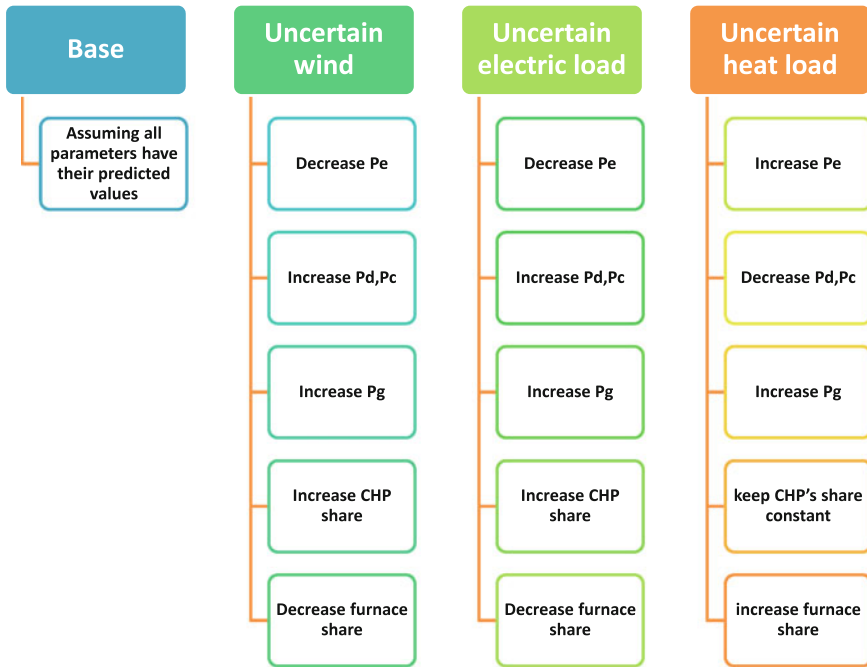 Base
Assuming all
parameters have
their predicted
values
Uncertain
wind
Decrease Pe
Increase Pd,Pc
Increase Pg
Increase CHP
share
Decrease furnace
share
Uncertain
electric load
Decrease Pe
Increase Pd,Pc
Increase Pg
Increase CHP
share
Decrease furnace
share
Uncertain
heat load
Increase Pe
Decrease Pd,Pc
Increase Pg
keep CHP’s share
constant
increase furnace
share